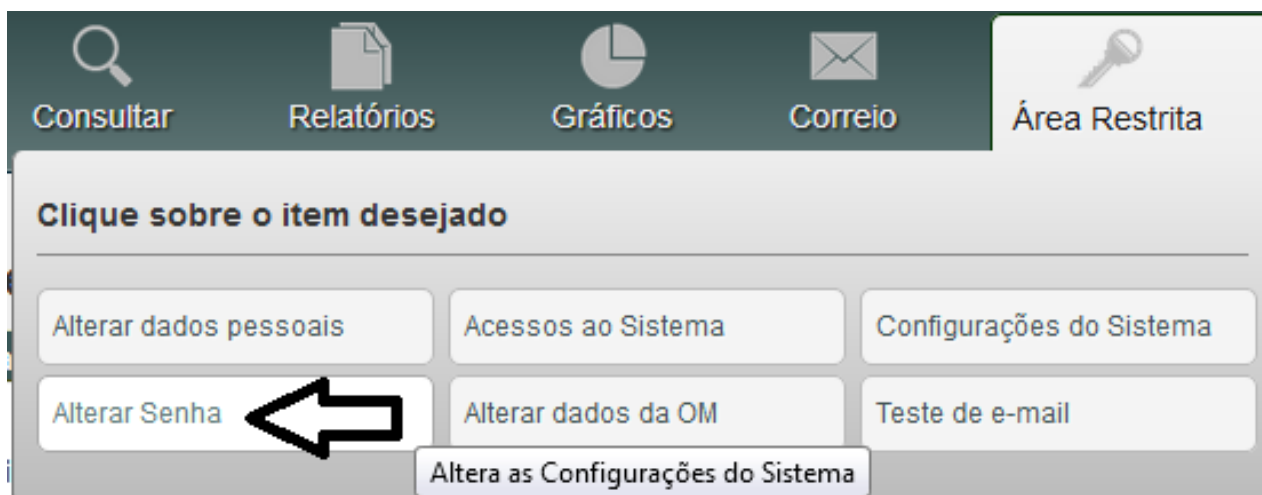 Consultar Relatórios Gráficos Correio Área Restrita
Clique sobre o item desejado
Alterar dados pessoais Acessos ao Sistema Configurações do Sistema
Alterar Senha Alterar dados da OM Teste de e-mail
Altera as Configurações do Sistema